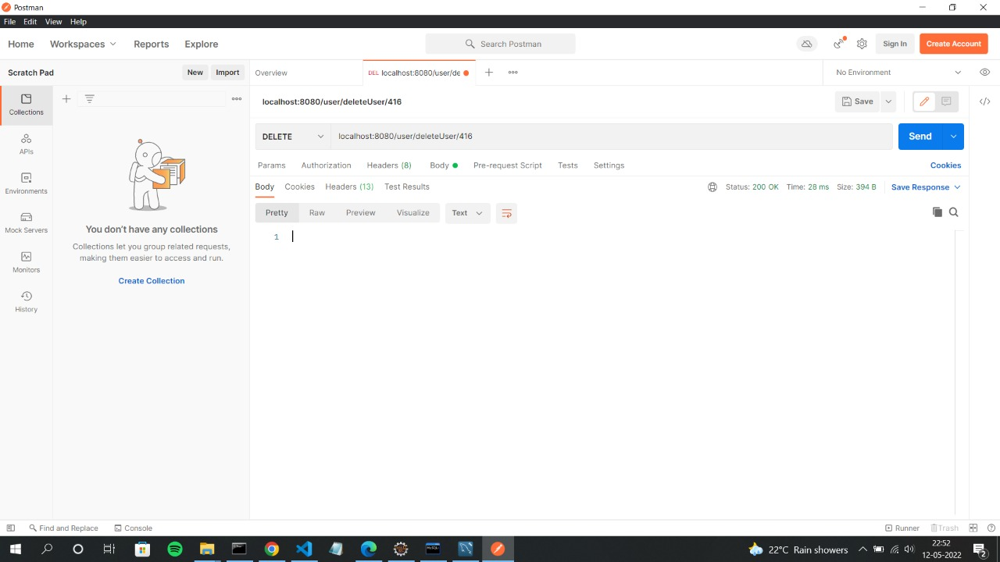 Postman
File Edit View Help
Home Workspaces Reports Explore Search Postman Sign In Create Account
Scratch Pad New Import Overview DEL localhost:8080/user/de No Environment
localhost:8080/user/deleteUser/416 Save
Collections
APIs
Environments
Mock Servers
Monitors
History
You don't have any collections
Collections let you group related requests,
making them easier to access and run.
Create Collection
DELETE localhost:8080/user/deleteUser/416 Send
Params Authorization Headers (8) Body Pre-request Script Tests Settings Cookies
Body Cookies Headers (13) Test Results Status: 200 OK Time: 28 ms Size: 394 B Save Response
Pretty Raw Preview Visualize Text
1
Find and Replace Console Runner Trash
22°C Rain showers 22:52
12-05-2022 2